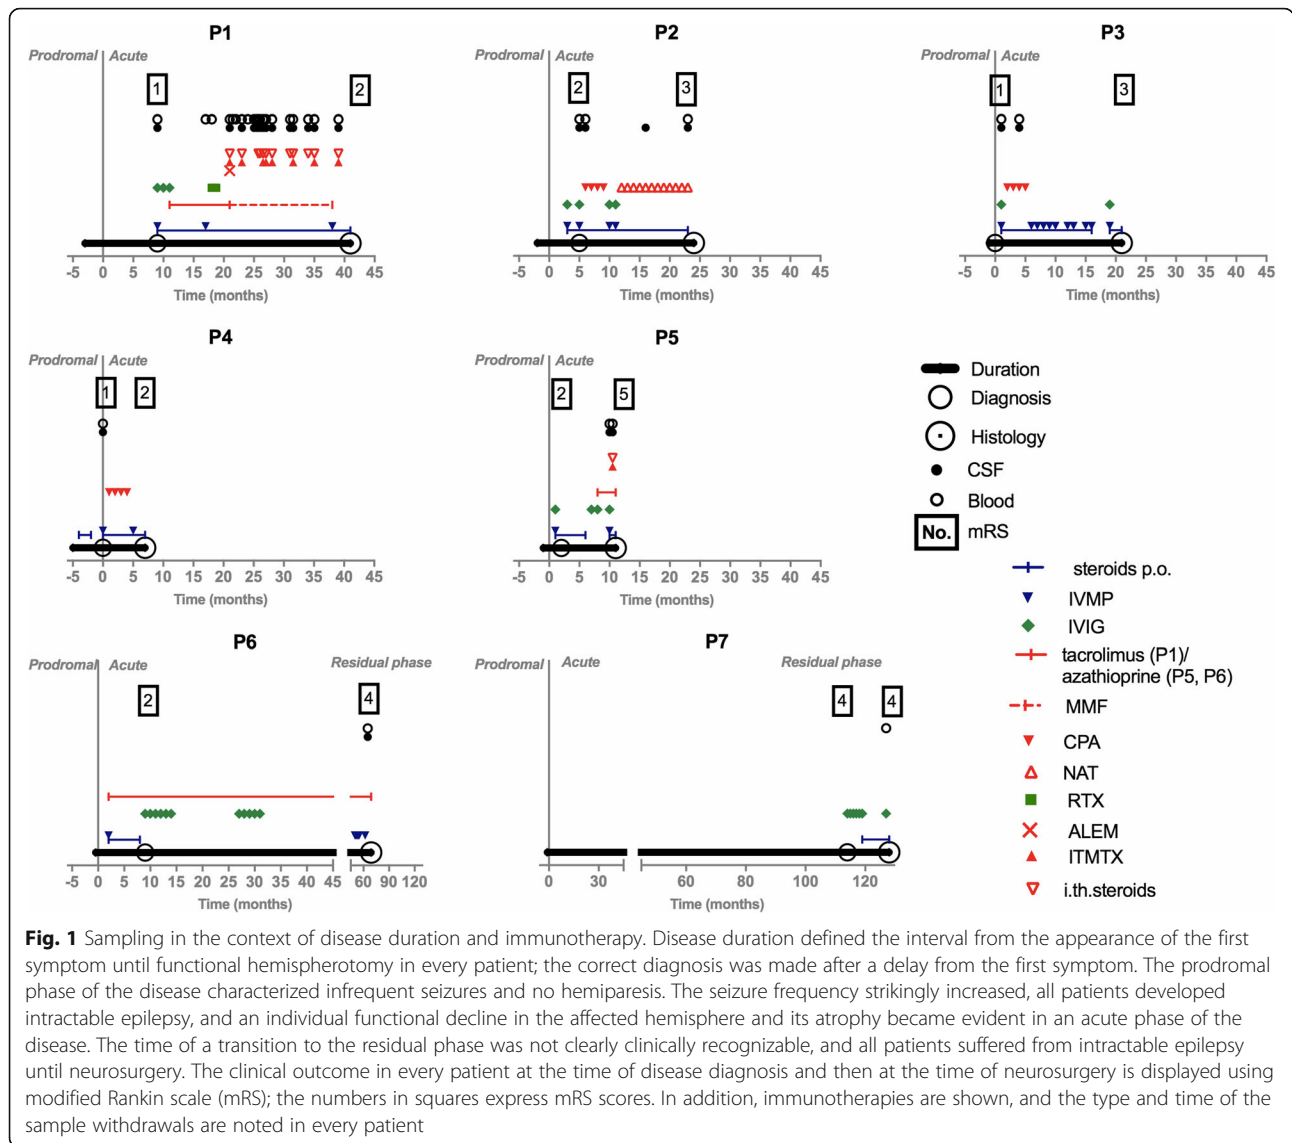 P1
Prodromal Acute
1
2
-5 0 5 10 15 20 25 30 35 40 45
Time (months)
P2
Prodromal Acute
2
3
-5 0 5 10 15 20 25 30 35 40 45
Time (months)
P3
Prodromal Acute
1
3
-5 0 5 10 15 20 25 30 35 40 45
Time (months)
P4
Prodromal Acute
1
2
-5 0 5 10 15 20 25 30 35 40 45
Time (months)
P5
Prodromal Acute
2
5
-5 0 5 10 15 20 25 30 35 40 45
Time (months)
Duration
Diagnosis
Histology
CSF
Blood
No. mRS
steroids p.o.
IVMP
IVIG
tacrolimus (P1)/
azathioprine (P5, P6)
MMF
CPA
NAT
RTX
ALEM
ITMTX
i.th.steroids
P6
Prodromal Acute Residual phase
2
4
-5 0 5 10 15 20 25 30 35 40 45 60 90 120
Time (months)
P7
Prodromal Acute Residual phase
4
4
0 30 60 80 100 120
Time (months)
Fig. 1 Sampling in the context of disease duration and immunotherapy. Disease duration defined the interval from the appearance of the first
symptom until functional hemispherotomy in every patient; the correct diagnosis was made after a delay from the first symptom. The prodromal
phase of the disease characterized infrequent seizures and no hemiparesis. The seizure frequency strikingly increased, all patients developed
intractable epilepsy, and an individual functional decline in the affected hemisphere and its atrophy became evident in an acute phase of the
disease. The time of a transition to the residual phase was not clearly clinically recognizable, and all patients suffered from intractable epilepsy
until neurosurgery. The clinical outcome in every patient at the time of disease diagnosis and then at the time of neurosurgery is displayed using
modified Rankin scale (mRS); the numbers in squares express mRS scores. In addition, immunotherapies are shown, and the type and time of the
sample withdrawals are noted in every patient